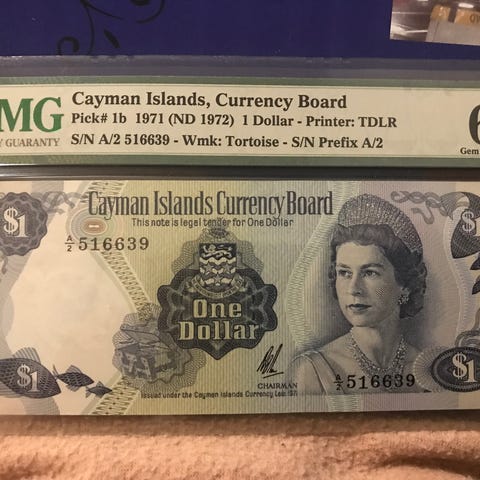 MG
Y GUARANTY
Cayman Islands, Currency Board
Pick# 1b 1971 (ND 1972) 1 Dollar - Printer: TDLR
S/N A/2 516639 - Wmk: Tortoise - S/N Prefix A/2
6
Gem
$1
Cayman Islands Currency Board
This note is legal tender for One Dollar
A/2 516639
One
Dollar
CHAIRMAN
A/2 516639
Issued under the Cayman Islands Currency Law 1971
$1
$1